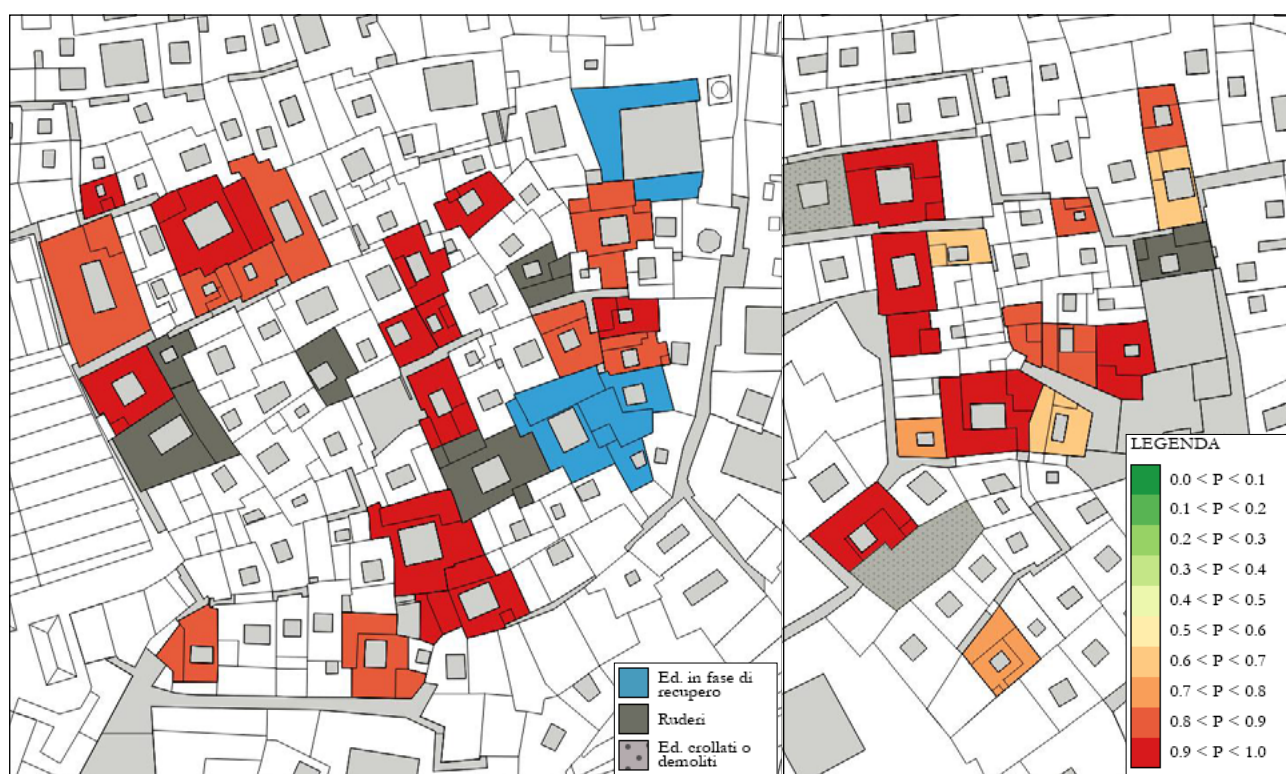 Ed. in fase di
recupero
Ruderi
Ed. crollati o
demoliti
LEGENDA
0.0 < P < 0.1
0.1 < P < 0.2
0.2 < P < 0.3
0.3 < P < 0.4
0.4 < P < 0.5
0.5 < P < 0.6
0.6 < P < 0.7
0.7 < P < 0.8
0.8 < P < 0.9
0.9 < P < 1.0